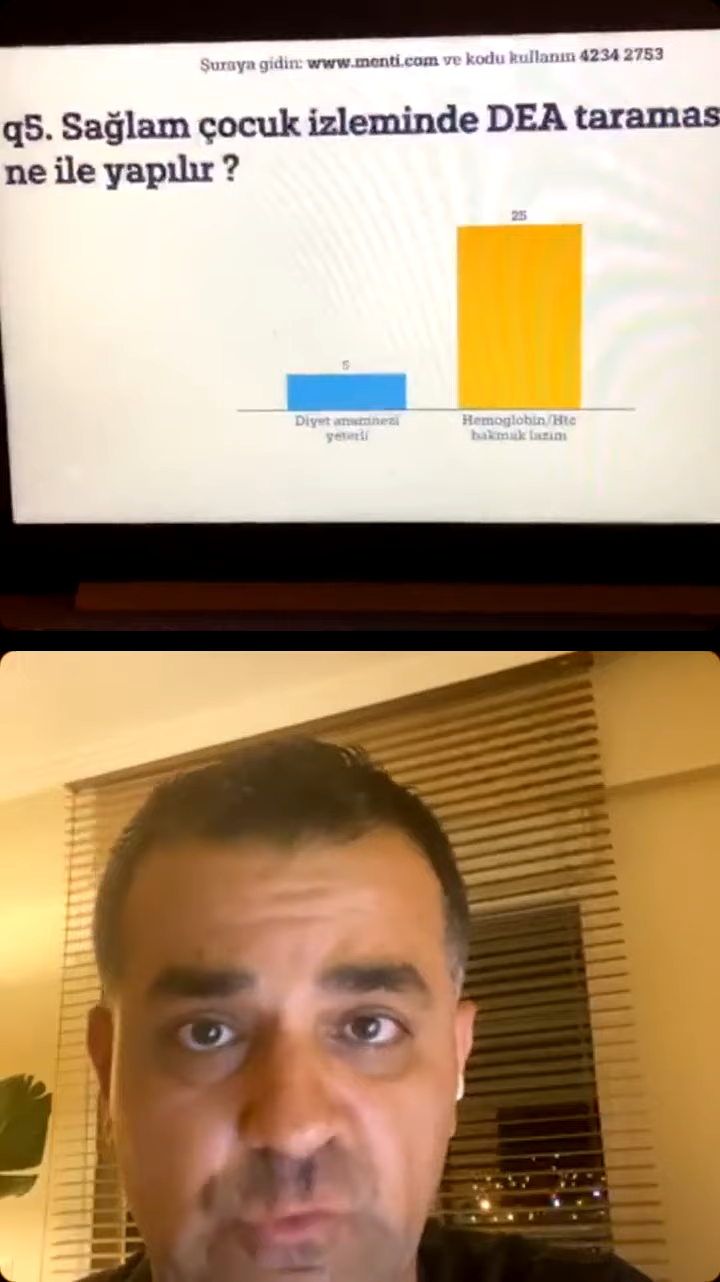 Şuraya gidin: www.menti.com ve kodu kullanın 4234 2753
q5. Sağlam çocuk izleminde DEA taramas
ne ile yapılır ?
25
5
Diyet anamnezi
yeterli
Hemoglobin/Htc
bakmak lazım